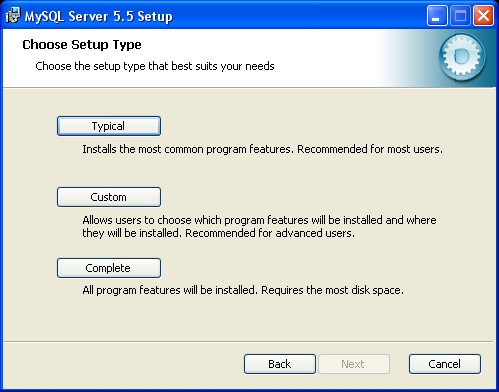 MySQL Server 5.5 Setup
Choose Setup Type
Choose the setup type that best suits your needs
Typical
Installs the most common program features. Recommended for most users.
Custom
Allows users to choose which program features will be installed and where
they will be installed. Recommended for advanced users.
Complete
All program features will be installed. Requires the most disk space.
Back Next Cancel